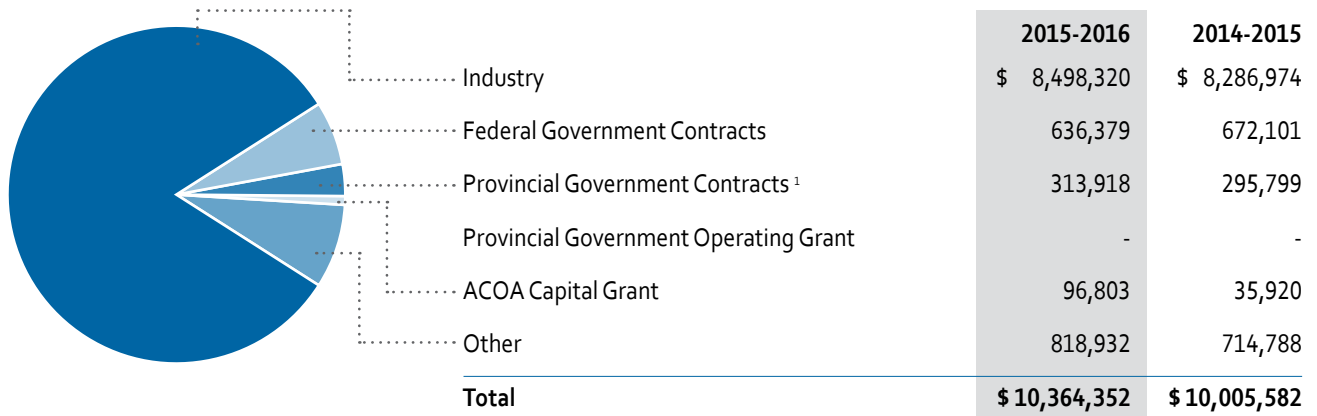 2015-2016 2014-2015
Industry $ 8,498,320 $ 8,286,974
Federal Government Contracts 636,379 672,101
Provincial Government Contracts ¹ 313,918 295,799
Provincial Government Operating Grant - -
ACOA Capital Grant 96,803 35,920
Other 818,932 714,788
Total $ 10,364,352 $ 10,005,582